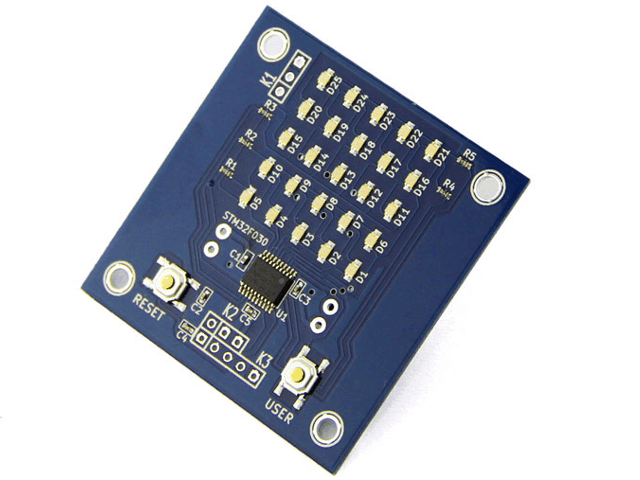 K1
R3
D25
D24
D23
D22
D21
R5
R2
D20
D19
D18
D17
D16
R4
R1
D15
D14
D13
D12
D11
D10
D9
D8
D7
D6
D5
D4
D3
D2
D1
STM32F030
C1
C3
U1
RESET
C2
K2
C5
C4
K3
USER